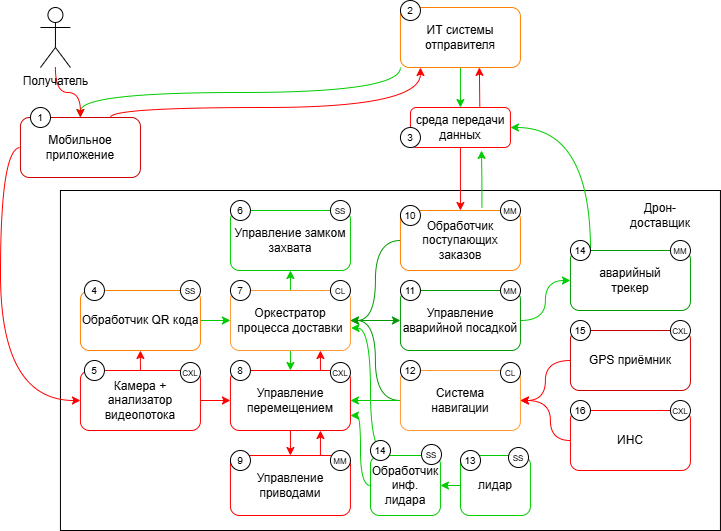 2
ИТ системы
отправителя
Получатель
1
Мобильное
приложение
среда передачи
данных
3
Дрон-
доставщик
6
SS
Управление замком
захвата
10
MM
Обработчик
поступающих
заказов
14
MM
аварийный
трекер
4
SS
Обработчик QR кода
7
CL
Оркестратор
процесса доставки
11
MM
Управление
аварийной посадкой
15
CXL
GPS приёмник
5
CXL
Камера +
анализатор
видеопотока
8
CXL
Управление
перемещением
12
CL
Система
навигации
16
CXL
ИНС
9
MM
Управление
приводами
14
SS
Обработчик
инф.
лидара
13
SS
лидар